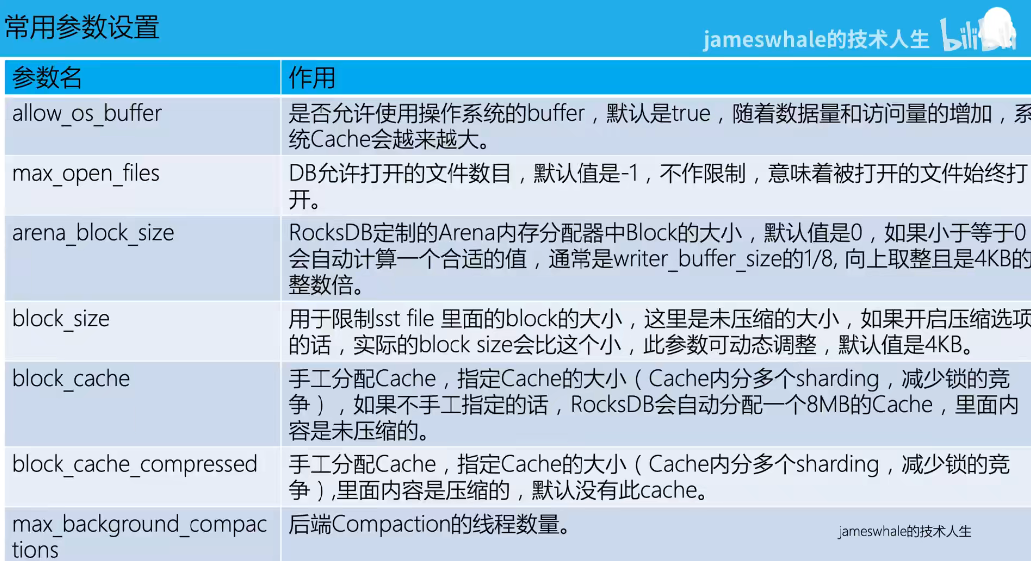 常用参数设置
jameswhale的技术人生 bilibili
参数名 作用
allow_os_buffer 是否允许使用操作系统的buffer，默认是true，随着数据量和访问量的增加，系
统Cache会越来越大。
max_open_files DB允许打开的文件数目，默认值是-1，不作限制，意味着被打开的文件始终打
开。
arena_block_size RocksDB定制的Arena内存分配器中Block的大小，默认值是0，如果小于等于0
会自动计算一个合适的值，通常是writer_buffer_size的1/8, 向上取整且是4KB的
整数倍。
block_size 用于限制sst file 里面的block的大小，这里是未压缩的大小，如果开启压缩选项
的话，实际的block size会比这个小，此参数可动态调整，默认值是4KB。
block_cache 手工分配Cache，指定Cache的大小（Cache内分多个sharding，减少锁的竞
争），如果不手工指定的话，RocksDB会自动分配一个8MB的Cache，里面内
容是未压缩的。
block_cache_compressed 手工分配Cache，指定Cache的大小（Cache内分多个sharding，减少锁的竞
争）,里面内容是压缩的，默认没有此cache。
max_background_compac 后端Compaction的线程数量。
tions
jameswhale的技术人生